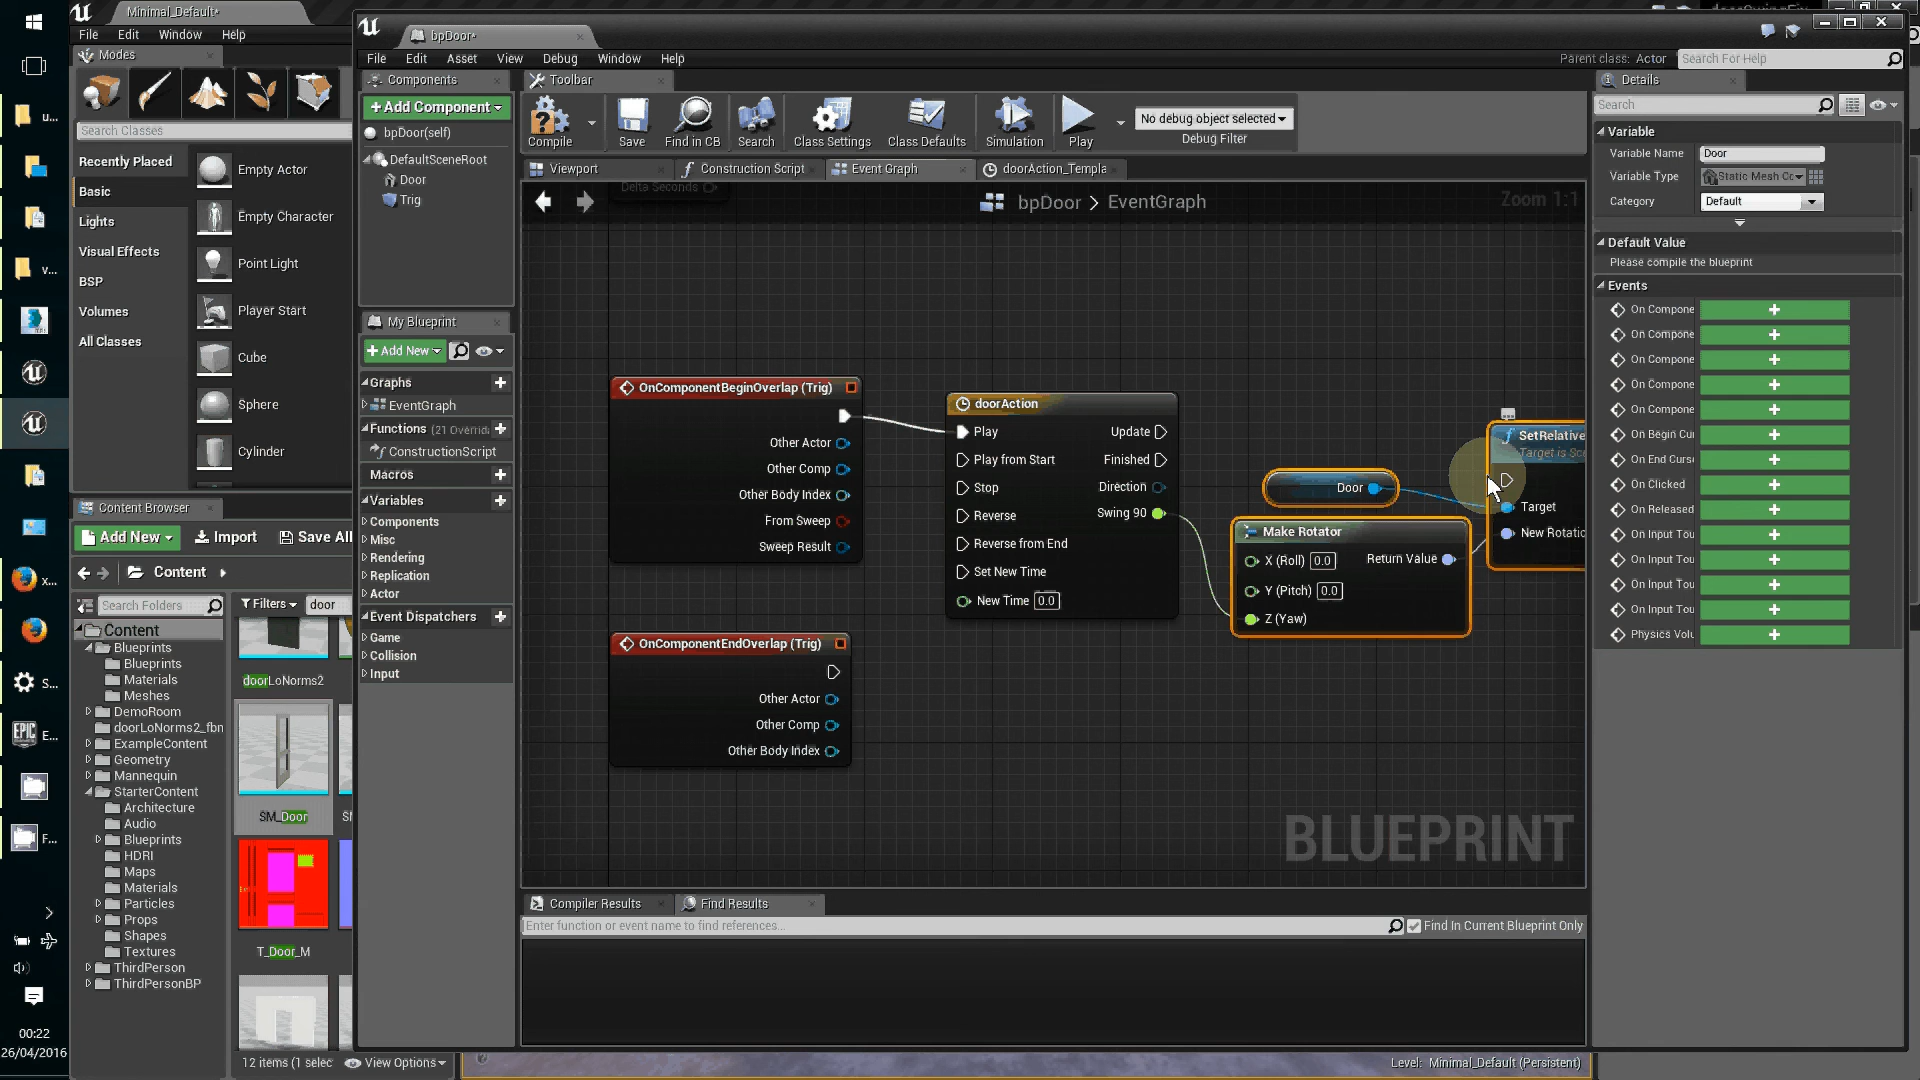 Minimal_Default*
File Edit Window Help
Modes
Search Classes
Recently Placed
Basic
Lights
Visual Effects
BSP
Volumes
All Classes
Empty Actor
Empty Character
Point Light
Player Start
Cube
Sphere
Cylinder
Content Browser
Add New
Import
Save All
Content
Search Folders
Filters
door
Content
Blueprints
Blueprints
Materials
Meshes
DemoRoom
doorLoNorms2_fbn
ExampleContent
Geometry
Mannequin
StarterContent
Architecture
Audio
Blueprints
HDRI
Maps
Materials
Particles
Props
Shapes
Textures
ThirdPerson
ThirdPersonBP
doorLoNorms2
SM_Door
T_Door_M
12 items (1 selec
View Options
u...
v...
x...
S...
EPIC
E...
F...
00:22
26/04/2016
bpDoor*
File Edit Asset View Debug Window Help
Parent class: Actor
Search For Help
Components
+Add Component
bpDoor(self)
DefaultSceneRoot
Door
Trig
My Blueprint
+Add New
Graphs
EventGraph
Functions (21 Overrida
ConstructionScript
Macros
Variables
Components
Misc
Rendering
Replication
Actor
Event Dispatchers
Game
Collision
Input
Toolbar
Compile
Save
Find in CB
Search
Class Settings
Class Defaults
Simulation
Play
No debug object selected
Debug Filter
Viewport
Construction Script
Event Graph
doorAction_Templa
Delta Seconds
bpDoor > EventGraph
Zoom 1:1
OnComponentBeginOverlap (Trig)
Other Actor
Other Comp
Other Body Index
From Sweep
Sweep Result
OnComponentEndOverlap (Trig)
Other Actor
Other Comp
Other Body Index
doorAction
Play
Update
Play from Start
Finished
Stop
Direction
Reverse
Swing 90
Reverse from End
Set New Time
New Time 0.0
Door
Make Rotator
X (Roll) 0.0
Return Value
Y (Pitch) 0.0
Z (Yaw)
SetRelative
Target is Sce
Target
New Rotatio
BLUEPRINT
Compiler Results
Find Results
Enter function or event name to find references...
Find In Current Blueprint Only
Level: Minimal_Default (Persistent)
Details
Search
Variable
Variable Name
Door
Variable Type
Static Mesh Co
Category
Default
Default Value
Please compile the blueprint
Events
On Compone
On Compone
On Compone
On Compone
On Compone
On Begin Cur
On End Curso
On Clicked
On Released
On Input Tou
On Input Tou
On Input Tou
On Input Tou
Physics Volu